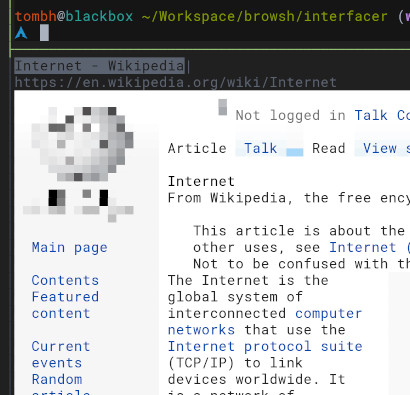 tombh@blackbox ~/Workspace/browsh/interfacer (
Internet - Wikipedia
https://en.wikipedia.org/wiki/Internet
Not logged in Talk Co
Article Talk Read View s
Internet
From Wikipedia, the free ency
This article is about the
other uses, see Internet (
Not to be confused with th
Main page
Contents
Featured
content
Current
events
Random
article
The Internet is the
global system of
interconnected computer
networks that use the
Internet protocol suite
(TCP/IP) to link
devices worldwide. It
is a network of